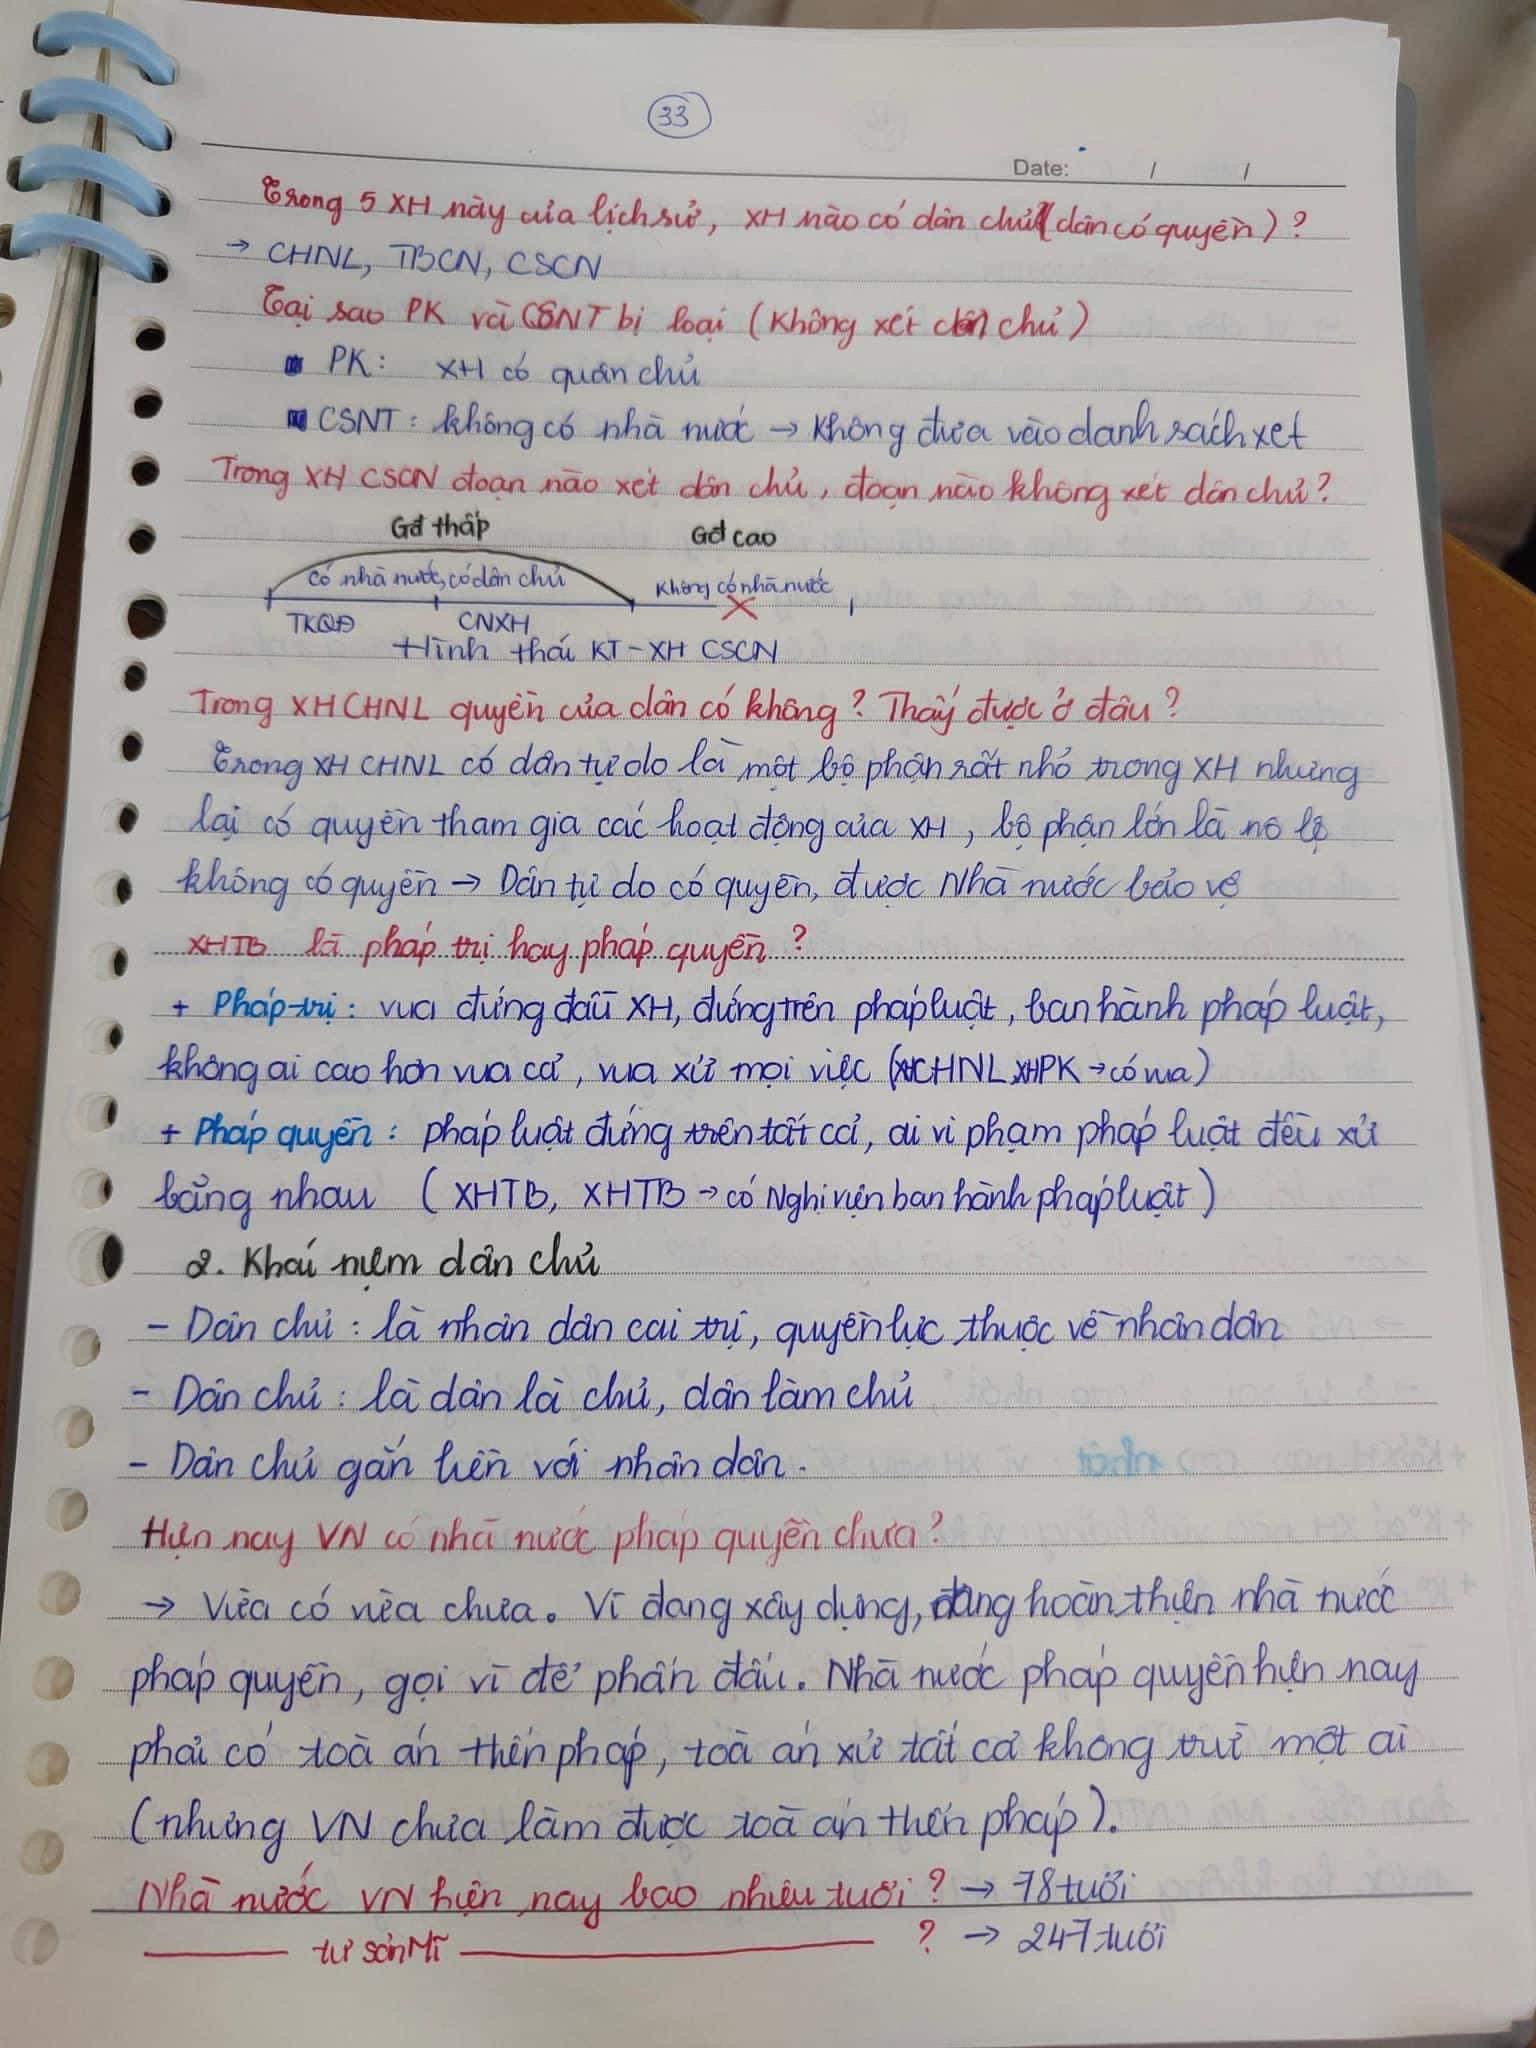 33
Date: / /
Trong 5 XH này của lịch sử, XH nào có dân chủ (dân có quyền)?
→ CHNL, TBCN, CSCN
Tại sao PK và CSNT bị loại (không xét dân chủ)
PK: XH có quân chủ
CSNT: không có nhà nước → không đưa vào danh sách xét
Trong XH CSCN đoạn nào xét dân chủ, đoạn nào không xét dân chủ?
Gđ thấp Gđ cao
có nhà nước, có dân chủ không có nhà nước
TKQĐ CNXH
Hình thái KT - XH CSCN
Trong XH CHNL quyền của dân có không? Thấy được ở đâu?
Trong XH CHNL có dân tự do là một bộ phận rất nhỏ trong XH nhưng
lại có quyền tham gia các hoạt động của XH, bộ phận lớn là nô lệ
không có quyền → Dân tự do có quyền, được Nhà nước bảo vệ
XHTB là pháp trị hay pháp quyền?
+ Pháp trị: vua đứng đầu XH, đứng trên pháp luật, ban hành pháp luật,
không ai cao hơn vua cả, vua xử mọi việc (XHCHNL, XHPK → có vua)
+ Pháp quyền: pháp luật đứng trên tất cả, ai vi phạm pháp luật đều xử
bằng nhau (XHTB, XHTB → có Nghị viện ban hành pháp luật)
2. Khái niệm dân chủ
- Dân chủ: là nhân dân cai trị, quyền lực thuộc về nhân dân
- Dân chủ: là dân là chủ, dân làm chủ
- Dân chủ gắn liền với nhân dân.
Hiện nay VN có nhà nước pháp quyền chưa?
→ Vừa có vừa chưa. Vì đang xây dựng, đang hoàn thiện nhà nước
pháp quyền, gọi vì để phấn đấu. Nhà nước pháp quyền hiện nay
phải có toà án hiến pháp, toà án xử tất cả không trừ một ai
(nhưng VN chưa làm được toà án hiến pháp).
Nhà nước VN hiện nay bao nhiêu tuổi? → 78 tuổi
tư sản Mĩ ? → 247 tuổi